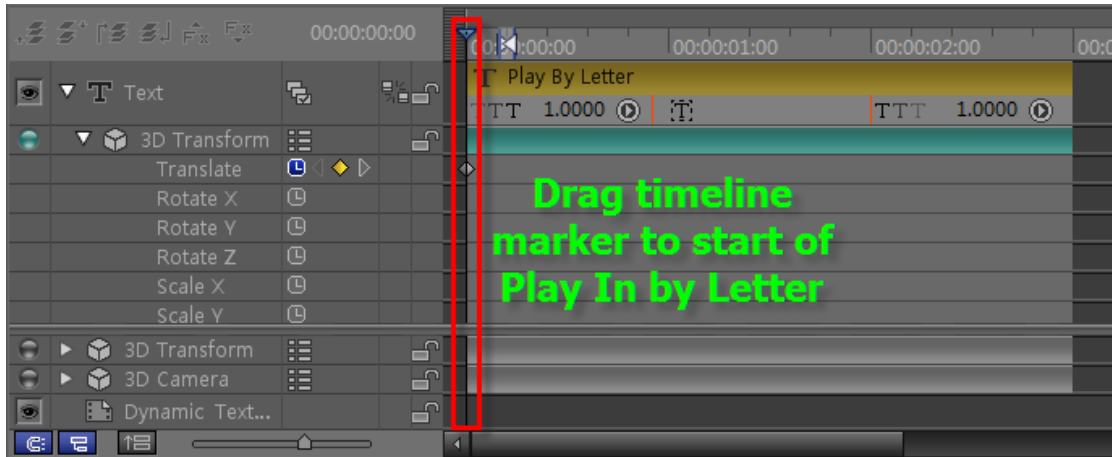 00:00:00:00
00:00:01:00
00:00:02:00
Play By Letter
T Text
TTT 1.0000 T TTT 1.0000
3D Transform
Translate
Rotate X
Rotate Y
Rotate Z
Scale X
Scale Y
Drag timeline
marker to start of
Play In by Letter
3D Transform
3D Camera
Dynamic Text...